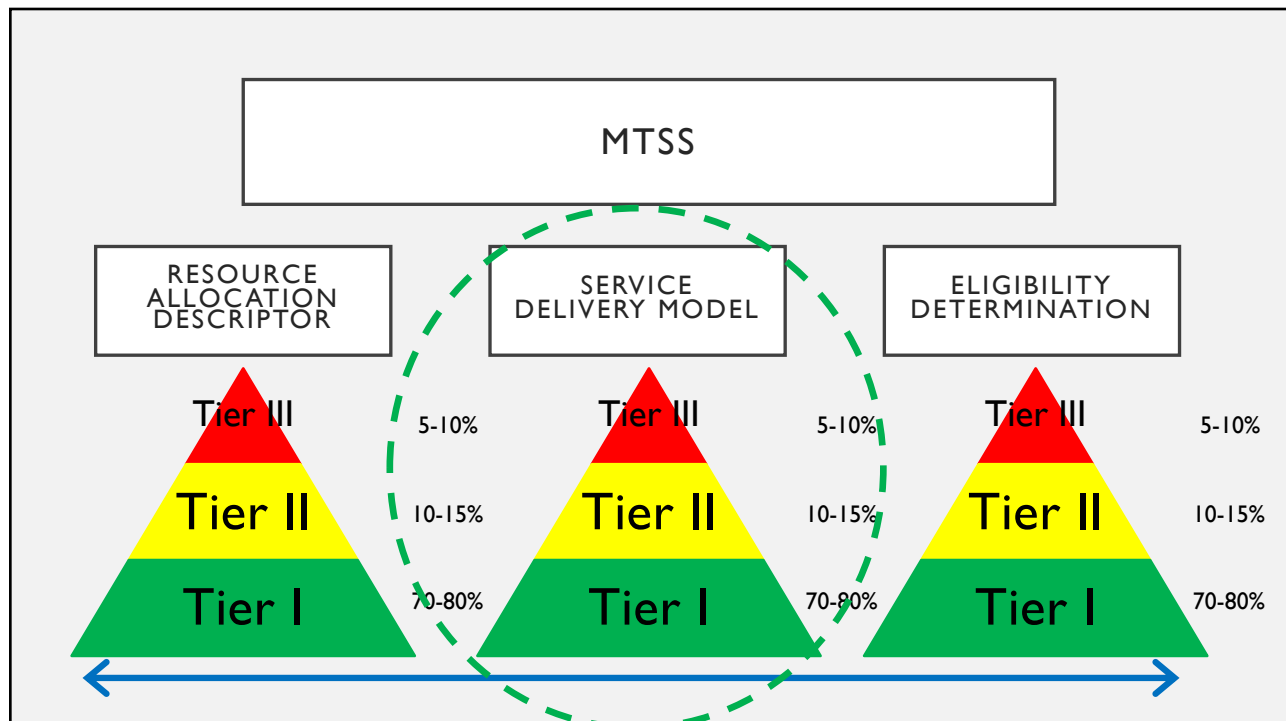 MTSS
RESOURCE
ALLOCATION
DESCRIPTOR
SERVICE
DELIVERY MODEL
ELIGIBILITY
DETERMINATION
Tier III
5-10%
Tier III
5-10%
Tier III
5-10%
Tier II
10-15%
Tier II
10-15%
Tier II
10-15%
Tier I
70-80%
Tier I
70-80%
Tier I
70-80%